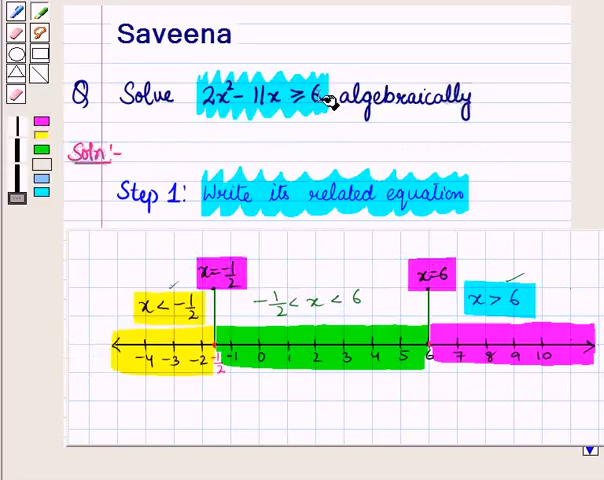 Saveena
Q Solve 2x² - 11x ≥ 6 algebraically
Soln:-
Step 1: Write its related equation
x = -1/2 x = 6
x < -1/2 -1/2 < x < 6 x > 6
-4 -3 -2 -1/2 -1 0 1 2 3 4 5 6 7 8 9 10